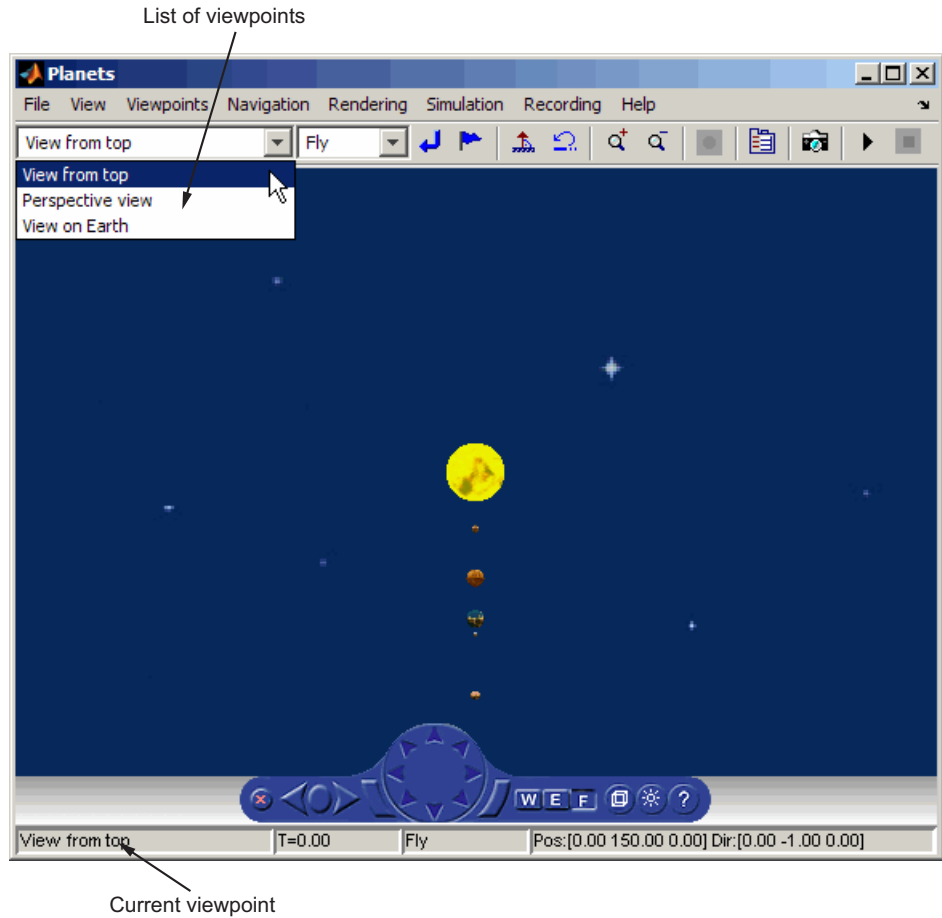 List of viewpoints
Planets
File View Viewpoints Navigation Rendering Simulation Recording Help
View from top Fly
View from top
Perspective view
View on Earth
W E F ?
View from top T=0.00 Fly Pos:[0.00 150.00 0.00] Dir:[0.00 -1.00 0.00]
Current viewpoint